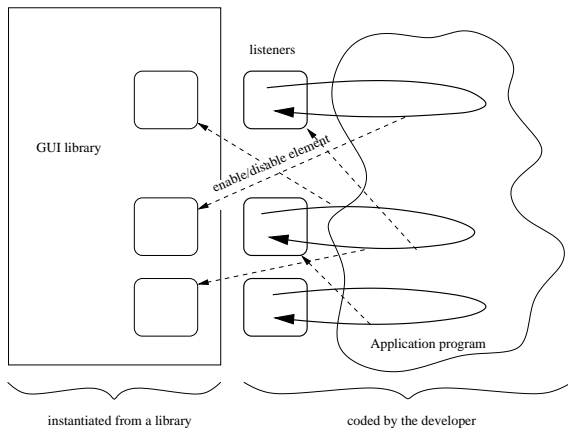 listeners
GUI library
enable/disable element
Application program
instantiated from a library
coded by the developer